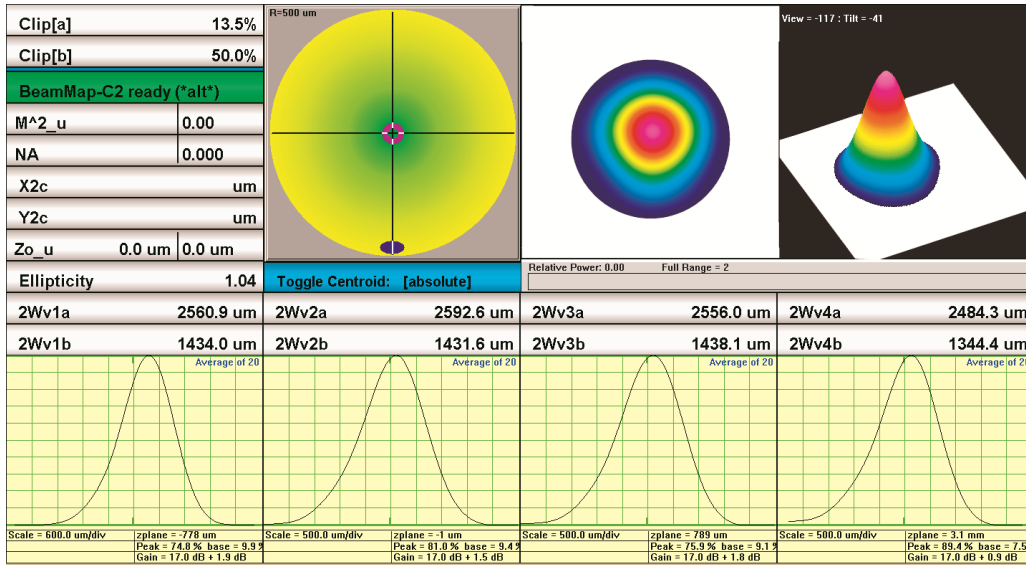 Clip[a] 13.5%
Clip[b] 50.0%
BeamMap-C2 ready (*alt*)
M^2_u 0.00
NA 0.000
X2c um
Y2c um
Zo_u 0.0 um 0.0 um
Ellipticity 1.04
R=500 um
View = -117 : Tilt = -41
Toggle Centroid: [absolute]
Relative Power: 0.00 Full Range = 2
2Wv1a 2560.9 um
2Wv2a 2592.6 um
2Wv3a 2556.0 um
2Wv4a 2484.3 um
2Wv1b 1434.0 um
2Wv2b 1431.6 um
2Wv3b 1438.1 um
2Wv4b 1344.4 um
Average of 20
Average of 20
Average of 20
Average of 20
Scale = 600.0 um/div zplane = -778 um
Peak = 74.8 % base = 9.9 %
Gain = 17.0 dB + 1.9 dB
Scale = 500.0 um/div zplane = -1 um
Peak = 81.0 % base = 9.4 %
Gain = 17.0 dB + 1.5 dB
Scale = 500.0 um/div zplane = 789 um
Peak = 75.9 % base = 9.1 %
Gain = 17.0 dB + 1.8 dB
Scale = 500.0 um/div zplane = 3.1 mm
Peak = 89.4 % base = 7.5
Gain = 17.0 dB + 0.9 dB